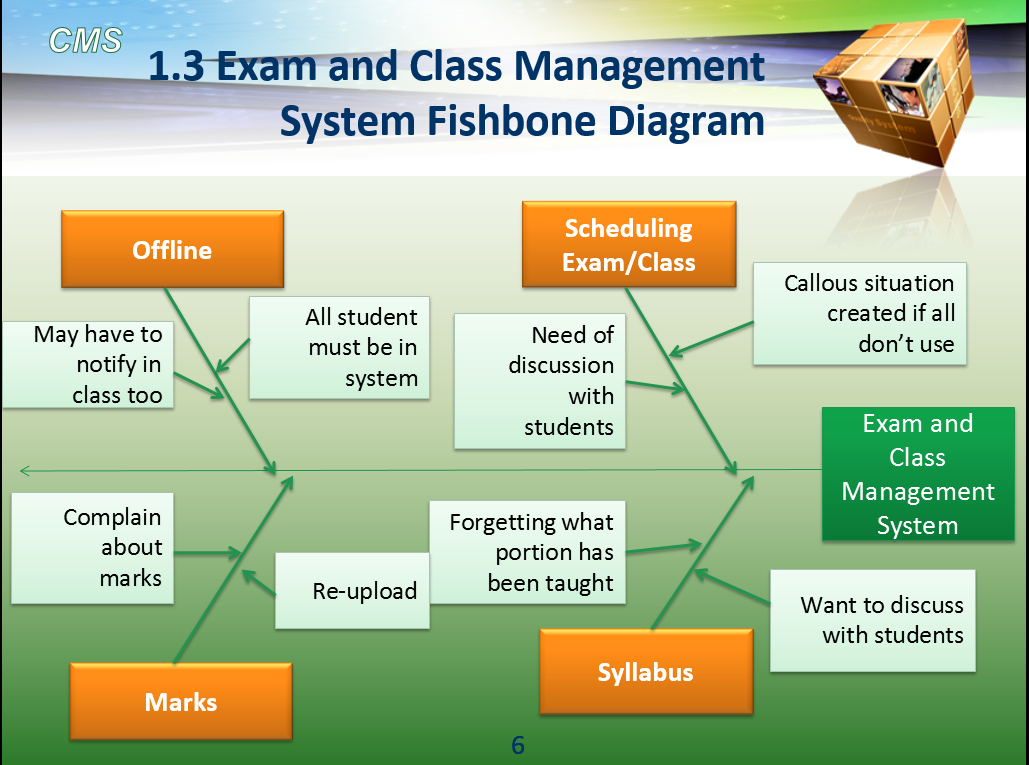 CMS
1.3 Exam and Class Management
System Fishbone Diagram
Offline
Scheduling
Exam/Class
May have to
notify in
class too
All student
must be in
system
Need of
discussion
with
students
Callous situation
created if all
don't use
Exam and
Class
Management
System
Complain
about
marks
Re-upload
Forgetting what
portion has
been taught
Want to discuss
with students
Marks
Syllabus
6